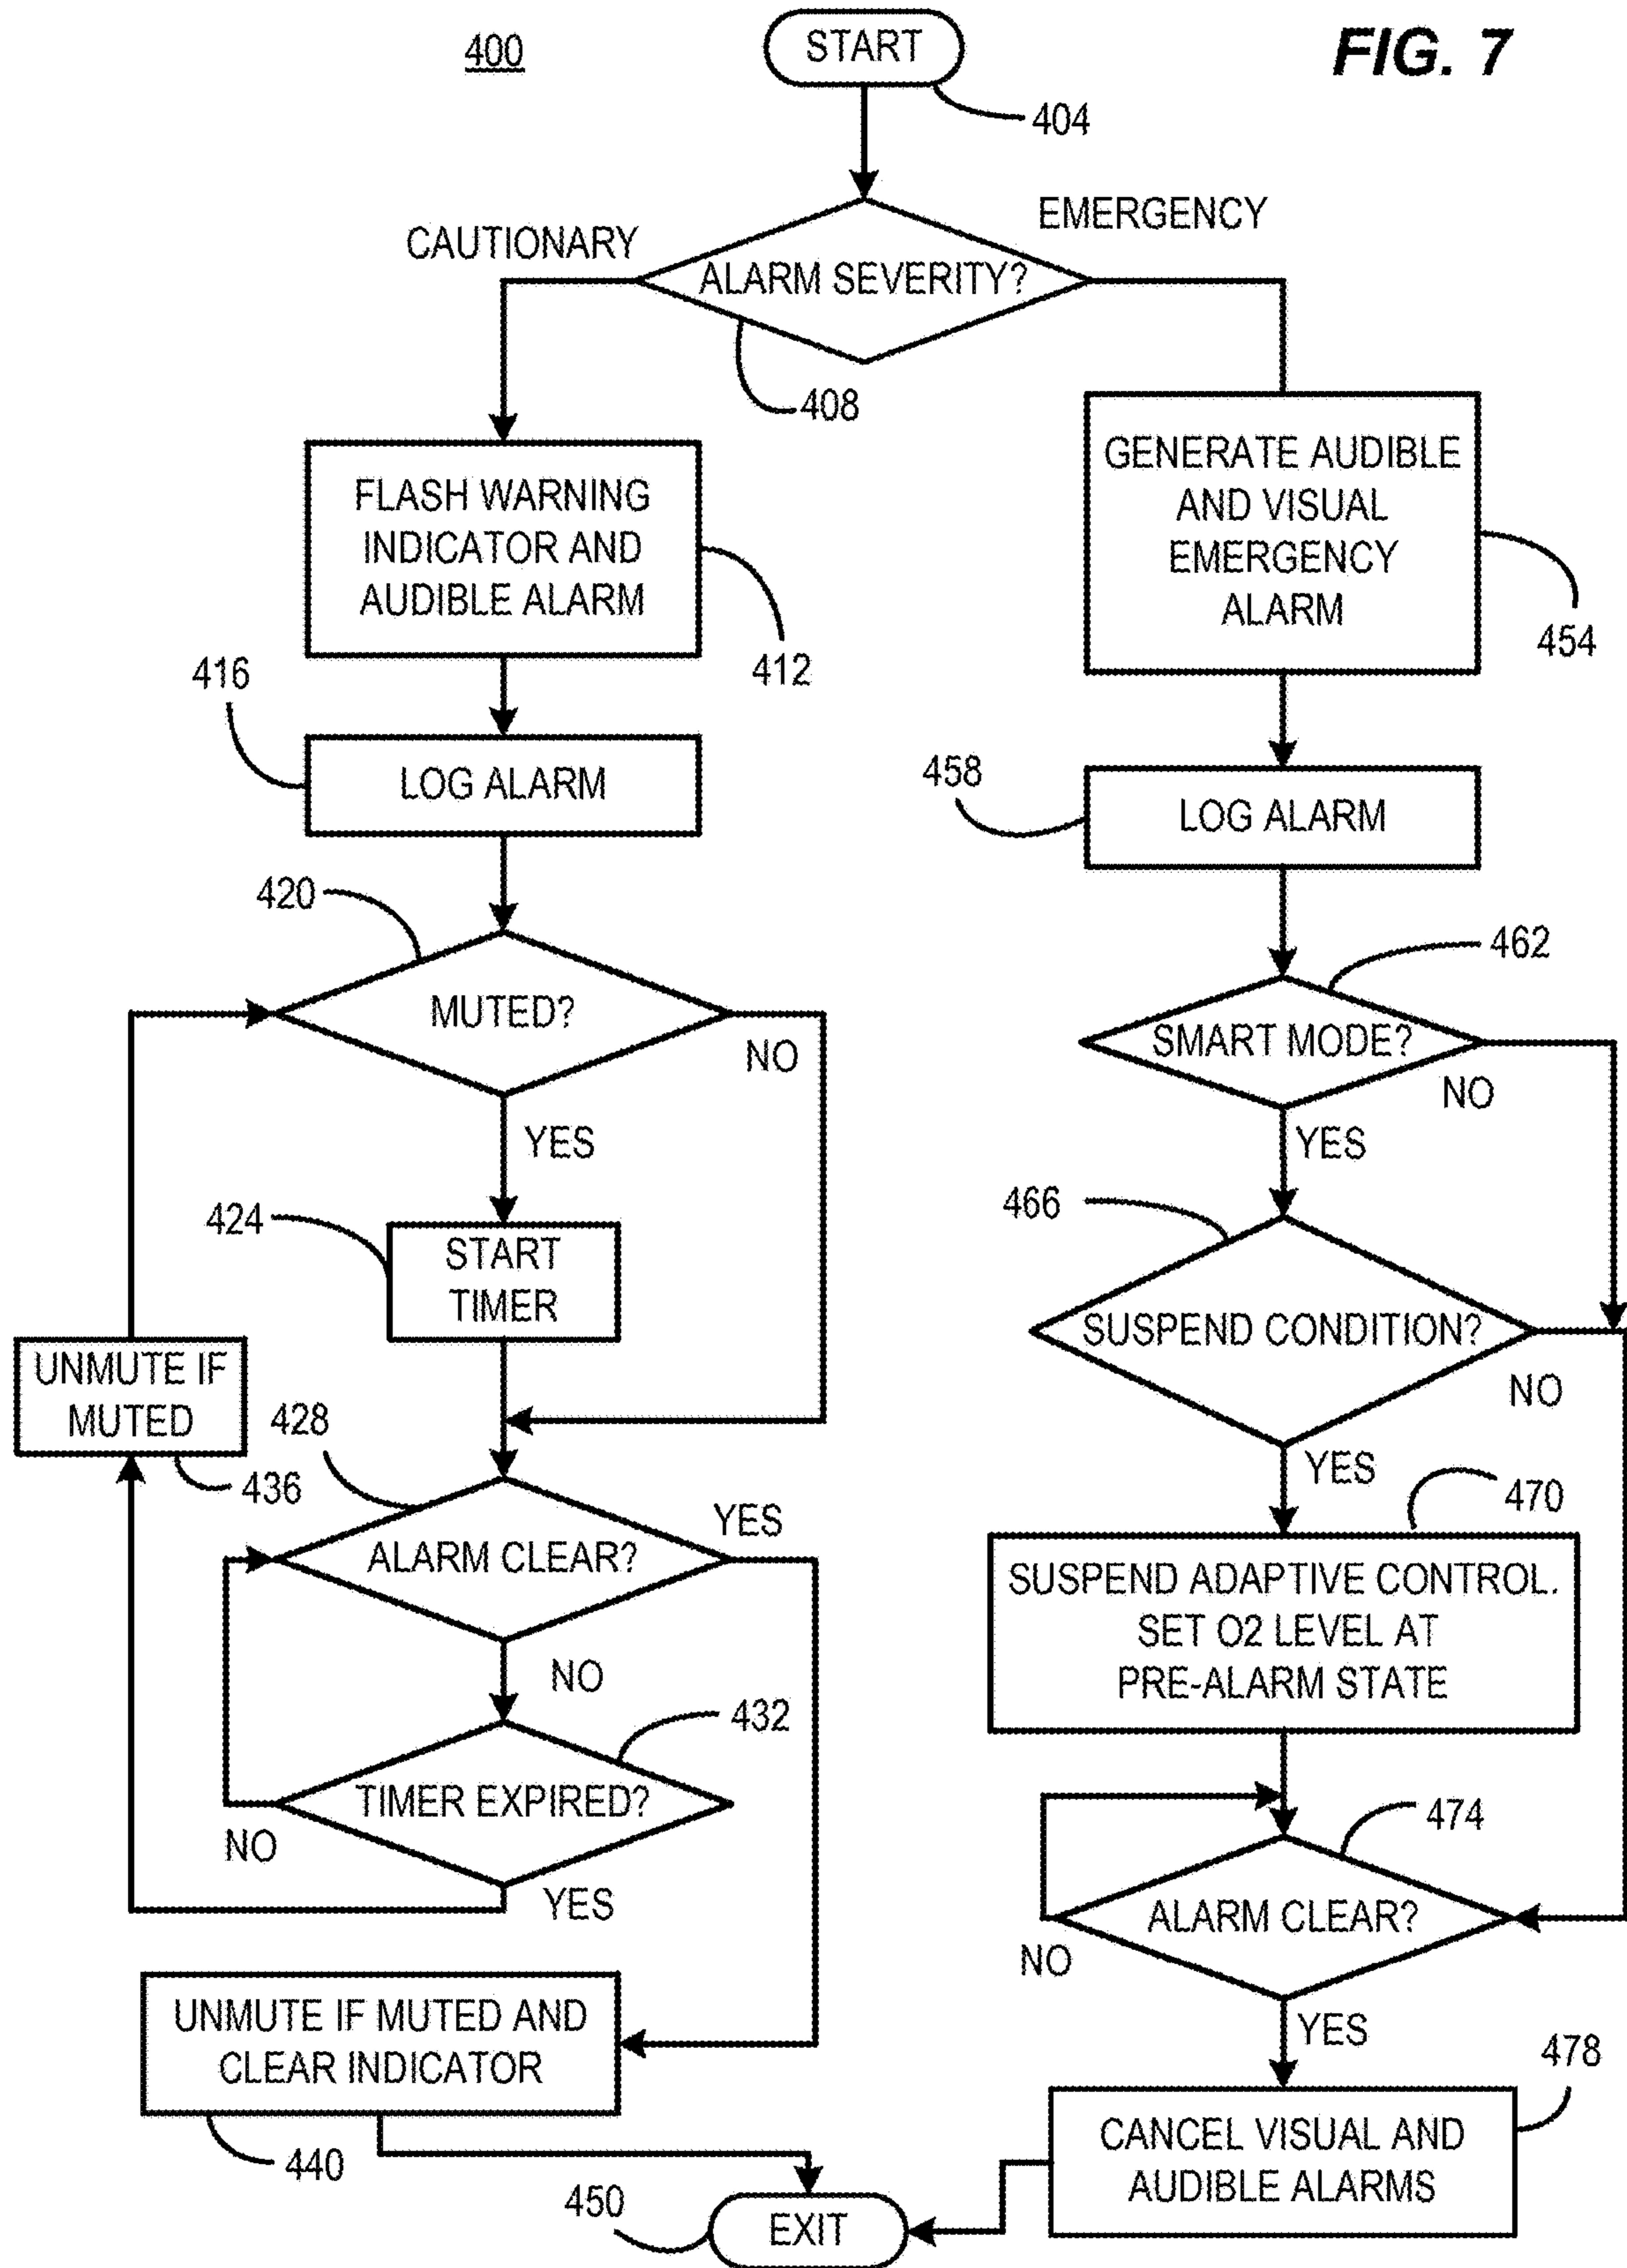 400
START
FIG. 7
404
CAUTIONARY
EMERGENCY
ALARM SEVERITY?
408
FLASH WARNING
INDICATOR AND
AUDIBLE ALARM
412
GENERATE AUDIBLE
AND VISUAL
EMERGENCY
ALARM
454
416
LOG ALARM
458
LOG ALARM
420
MUTED?
NO
YES
462
SMART MODE?
NO
YES
424
START
TIMER
466
SUSPEND CONDITION?
NO
YES
UNMUTE IF
MUTED
436
428
ALARM CLEAR?
YES
NO
470
SUSPEND ADAPTIVE CONTROL.
SET O2 LEVEL AT
PRE-ALARM STATE
432
TIMER EXPIRED?
NO
YES
474
ALARM CLEAR?
NO
YES
UNMUTE IF MUTED AND
CLEAR INDICATOR
440
478
CANCEL VISUAL AND
AUDIBLE ALARMS
450
EXIT